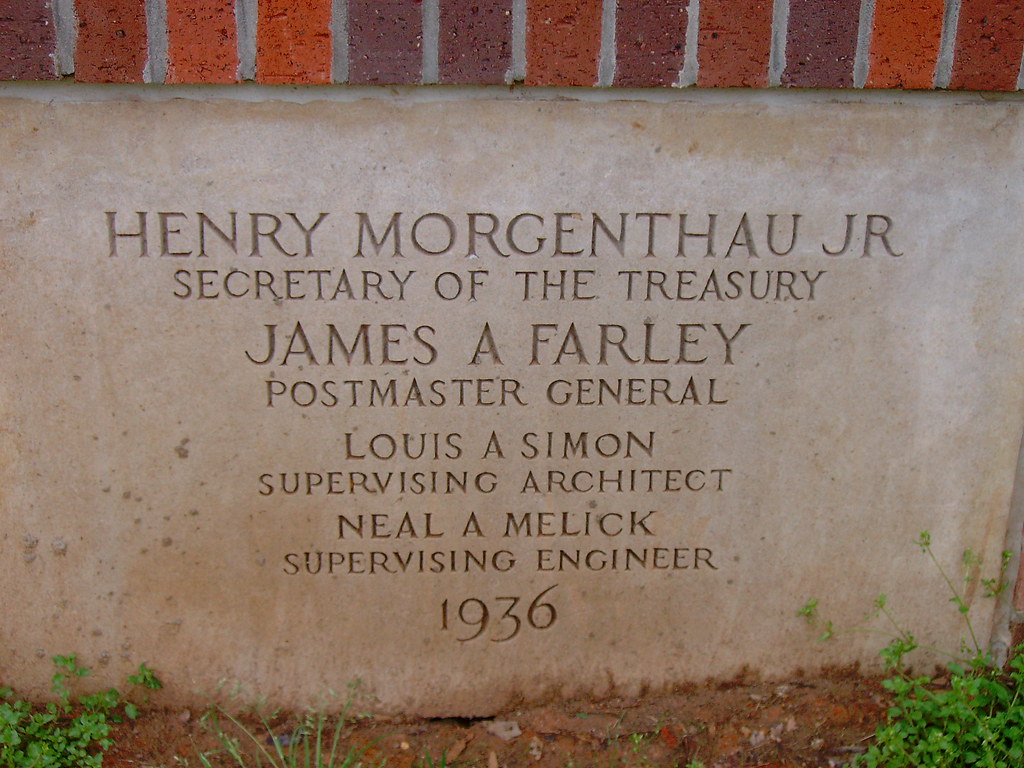 HENRY MORGENTHAU JR
SECRETARY OF THE TREASURY
JAMES A FARLEY
POSTMASTER GENERAL
LOUIS A SIMON
SUPERVISING ARCHITECT
NEAL A MELICK
SUPERVISING ENGINEER
1936